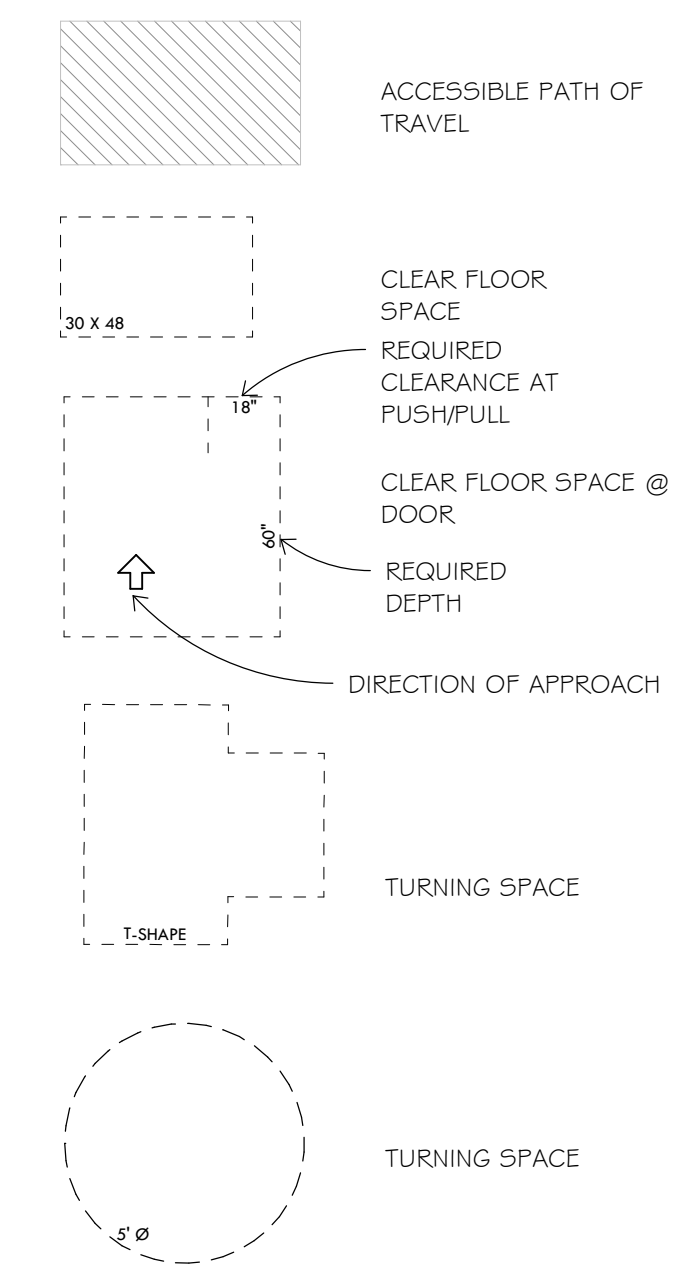 ACCESSIBLE PATH OF
TRAVEL
CLEAR FLOOR
SPACE
30 X 48
REQUIRED
CLEARANCE AT
PUSH/PULL
18"
CLEAR FLOOR SPACE @
DOOR
60"
REQUIRED
DEPTH
DIRECTION OF APPROACH
TURNING SPACE
T-SHAPE
TURNING SPACE
5' Ø